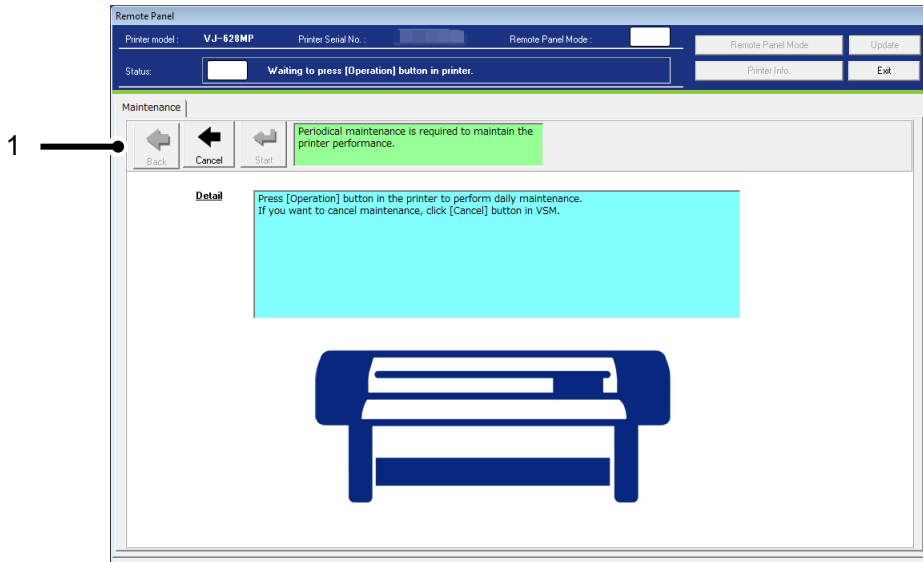 Remote Panel
Printer model : VJ-628MP Printer Serial No. : Remote Panel Mode :
Remote Panel Mode Update
Status: Waiting to press [Operation] button in printer.
Printer Info. Exit
Maintenance
1
Back Cancel Start
Periodical maintenance is required to maintain the
printer performance.
Detail
Press [Operation] button in the printer to perform daily maintenance.
If you want to cancel maintenance, click [Cancel] button in VSM.